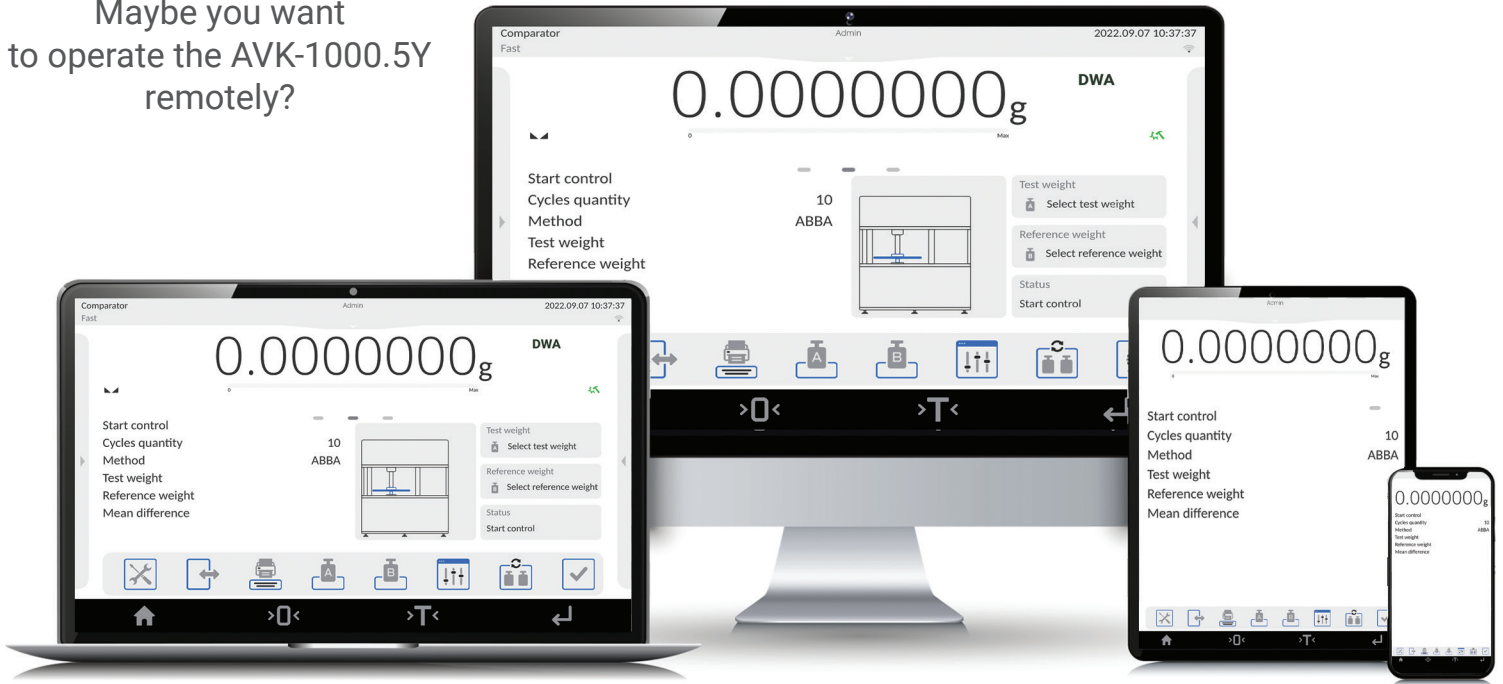 Maybe you want
to operate the AVK-1000.5Y
remotely?
Comparator
Admin
2022.09.07 10:37:37
Fast
0.0000000g
DWA
0
Max
Start control
Cycles quantity 10
Method ABBA
Test weight
Reference weight
Test weight
A Select test weight
Reference weight
B Select reference weight
Status
Start control
A
B
>0<
>T<
Comparator
Admin
2022.09.07 10:37:37
Fast
0.0000000g
DWA
0
Max
Start control
Cycles quantity 10
Method ABBA
Test weight
Reference weight
Mean difference
Test weight
A Select test weight
Reference weight
B Select reference weight
Status
Start control
A
B
>0<
>T<
Admin
0.0000000g
0
Max
Start control
Cycles quantity 10
Method ABBA
Test weight
Reference weight
Mean difference
A
B
>0<
>T<
0.0000000g
Start control
Cycles quantity 10
Method ABBA
Test weight
Reference weight
Mean difference